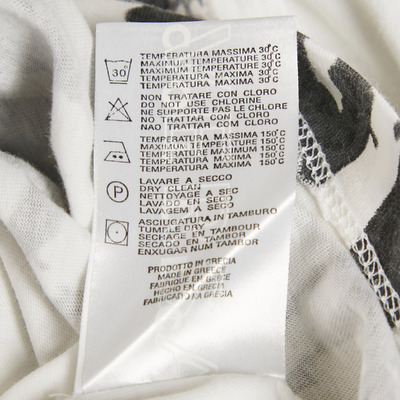 TEMPERATURA MASSIMA 30°C
MAXIMUM TEMPERATURE 30°C
MAXIMUM TEMPERATURE 30°C
TEMPERATURA MAXIMA 30°C
TEMPERATURA MAXIMA 30°C
30
NON TRATTARE CON CLORO
DO NOT USE CHLORINE
NE SUPPORTE PAS LE CHLORE
NO TRATTAR CON CLORO
NAO TRATTAR COM CLORO
TEMPERATURA MASSIMA 150°C
MAXIMUM TEMPERATURE 150°C
TEMPERATURE MAXIMUM 150°C
TEMPERATURA MAXIMA 150°C
TEMPERATURA MAXIMA 150°C
P
LAVARE A SECCO
DRY CLEAN
NETTOYAGE A SEC
LAVADO EN SECO
LAVAGEM A SECO
ASCIUGATURA IN TAMBURO
TUMBLE DRY
SECHAGE EN TAMBOUR
SECADO EN TAMBOR
ENXUGAR NUM TAMBOR
PRODOTTO IN GRECIA
MADE IN GREECE
FABRIQUE EN GRECE
HECHO EN GRECIA
FABRICADO NA GRECIA